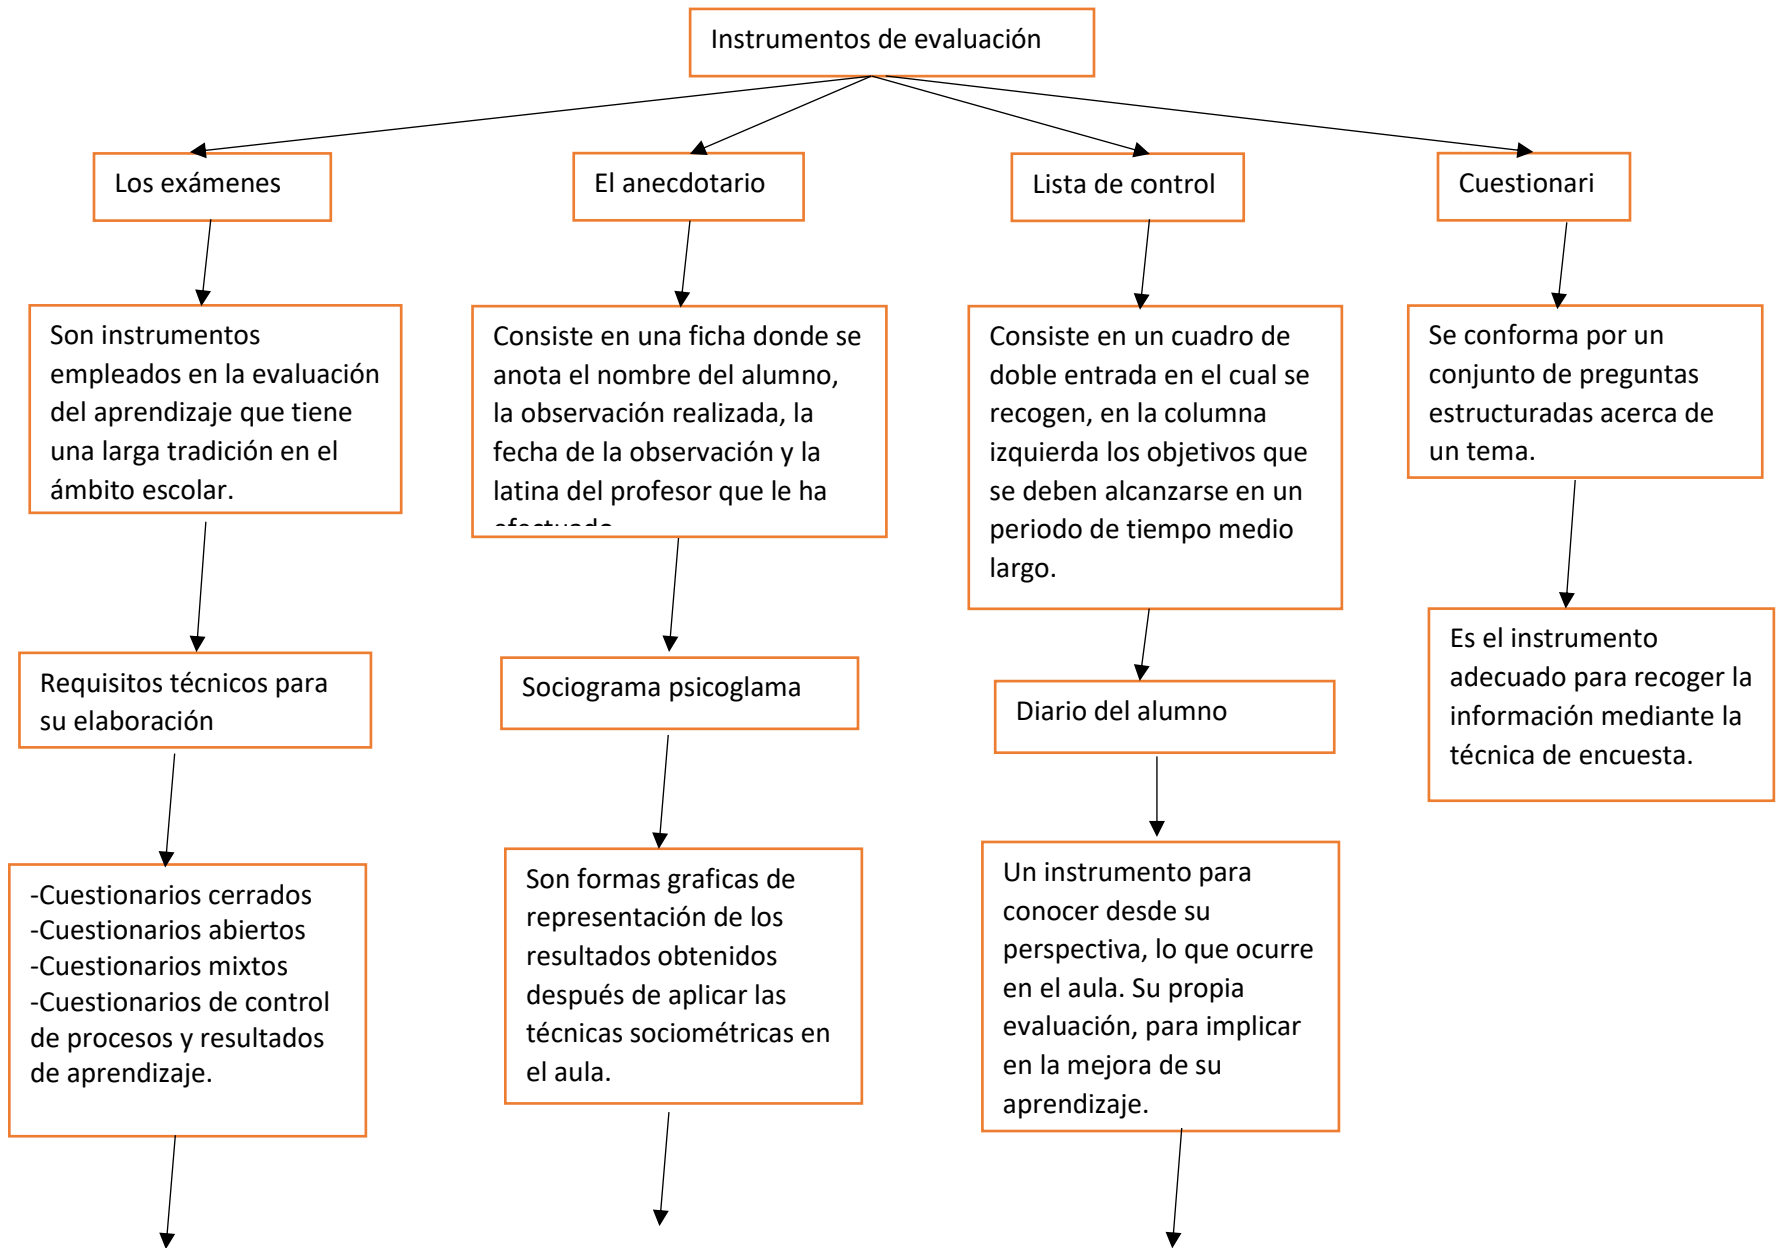 Instrumentos de evaluación
Los exámenes
El anecdotario
Lista de control
Cuestionari
Son instrumentos
empleados en la evaluación
del aprendizaje que tiene
una larga tradición en el
ámbito escolar.
Consiste en una ficha donde se
anota el nombre del alumno,
la observación realizada, la
fecha de la observación y la
latina del profesor que le ha
efectuado
Consiste en un cuadro de
doble entrada en el cual se
recogen, en la columna
izquierda los objetivos que
se deben alcanzarse en un
periodo de tiempo medio
largo.
Se conforma por un
conjunto de preguntas
estructuradas acerca de
un tema.
Requisitos técnicos para
su elaboración
Sociograma psicoglama
Diario del alumno
Es el instrumento
adecuado para recoger la
información mediante la
técnica de encuesta.
-Cuestionarios cerrados
-Cuestionarios abiertos
-Cuestionarios mixtos
-Cuestionarios de control
de procesos y resultados
de aprendizaje.
Son formas graficas de
representación de los
resultados obtenidos
después de aplicar las
técnicas sociométricas en
el aula.
Un instrumento para
conocer desde su
perspectiva, lo que ocurre
en el aula. Su propia
evaluación, para implicar
en la mejora de su
aprendizaje.